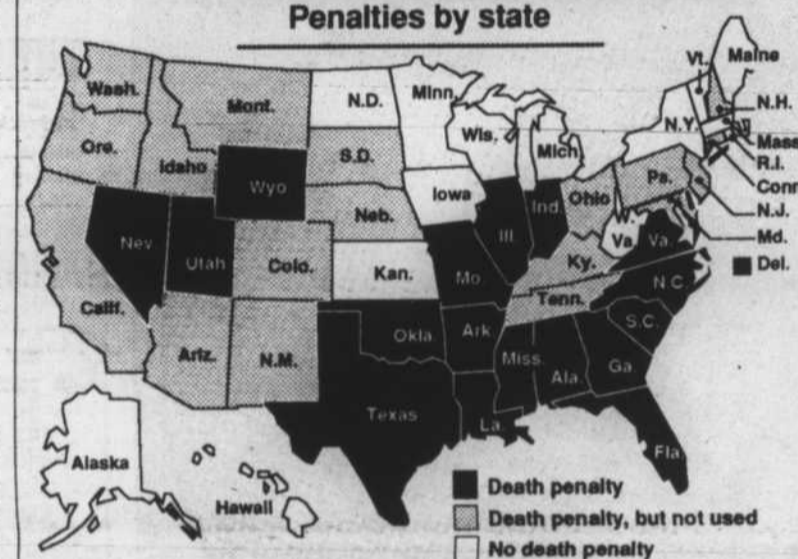 Penalties by state
Wash.
Mont.
N.D.
Minn.
Vt.
Maine
Ore.
Idaho
S.D.
Wis.
Mich
N.Y.
N.H.
Mass
R.I.
Conn
Wyo
Iowa
Neb.
Nev
Utah
Colo.
Ill.
Ind.
Ohio
Pa.
N.J.
W.
Va
Va.
Md.
Del.
Calif.
Kan.
Mo
Ky.
N.C
Tenn.
Ariz.
N.M.
Okla
Ark
S.C.
Miss.
Ala.
Ga.
Texas
La.
Fla
Alaska
Hawaii
Death penalty
Death penalty, but not used
No death penalty